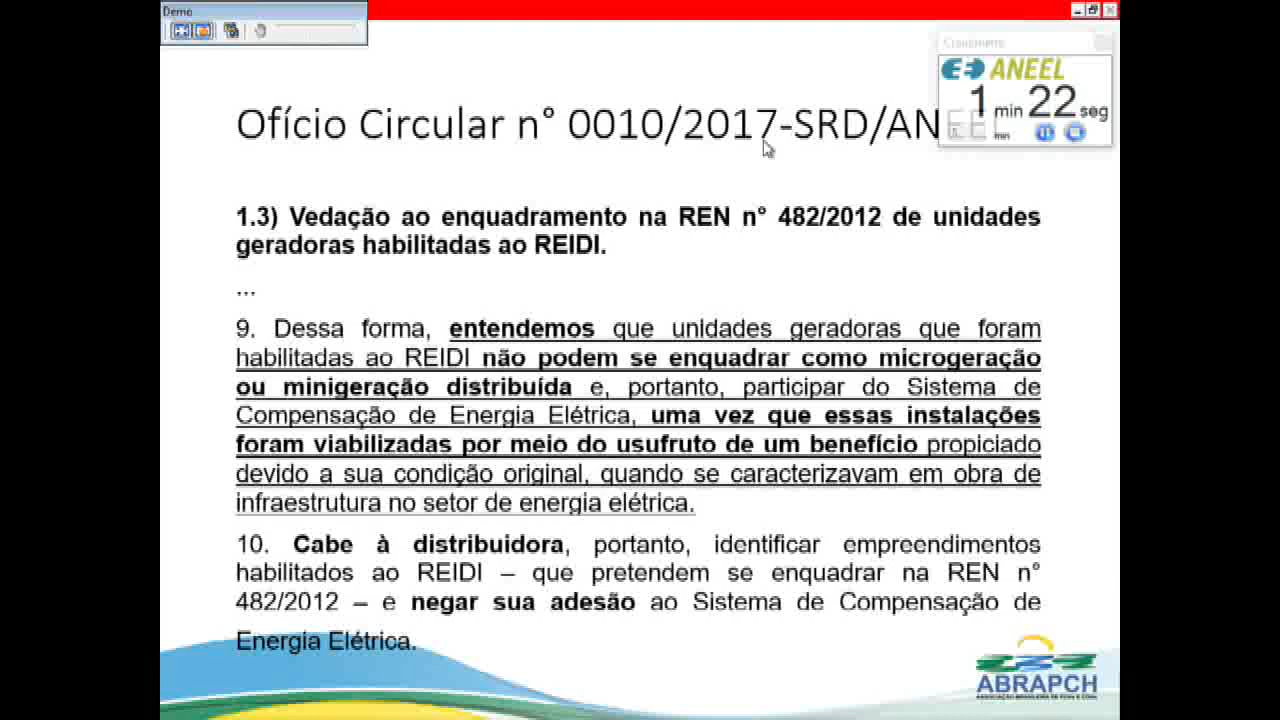 Demo
Cronômetro
ANEEL
1 min 22 seg
Ofício Circular n° 0010/2017-SRD/AN
1.3) Vedação ao enquadramento na REN n° 482/2012 de unidades
geradoras habilitadas ao REIDI.
...
9. Dessa forma, entendemos que unidades geradoras que foram
habilitadas ao REIDI não podem se enquadrar como microgeração
ou minigeração distribuída e, portanto, participar do Sistema de
Compensação de Energia Elétrica, uma vez que essas instalações
foram viabilizadas por meio do usufruto de um benefício propiciado
devido a sua condição original, quando se caracterizavam em obra de
infraestrutura no setor de energia elétrica.
10. Cabe à distribuidora, portanto, identificar empreendimentos
habilitados ao REIDI – que pretendem se enquadrar na REN n°
482/2012 – e negar sua adesão ao Sistema de Compensação de
Energia Elétrica.
ABRAPCH